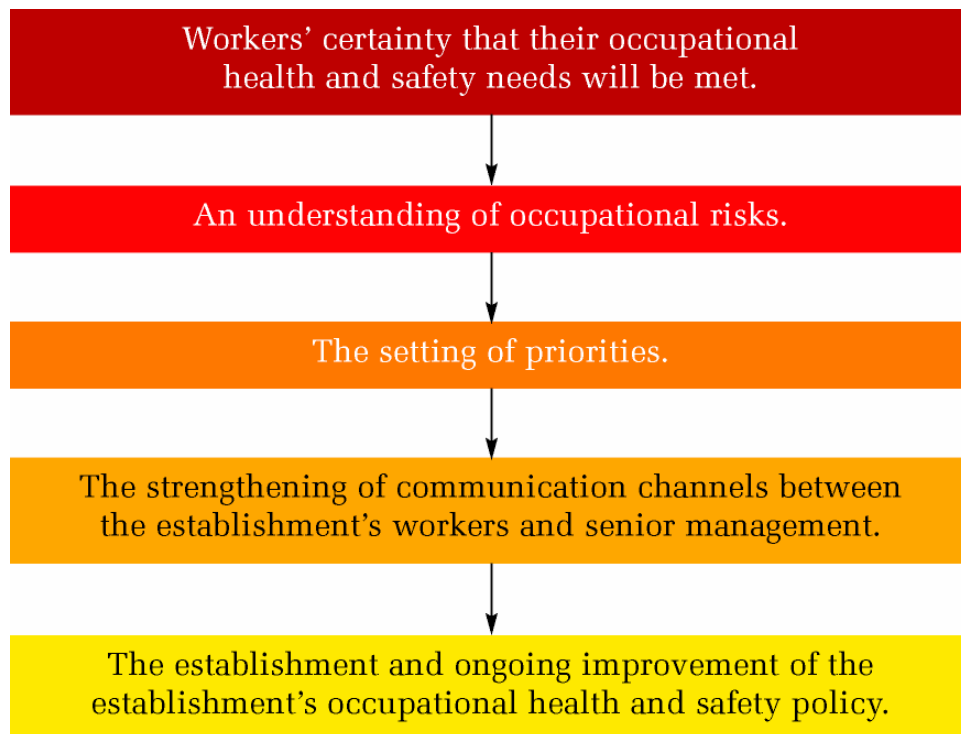 Workers’ certainty that their occupational
health and safety needs will be met.
An understanding of occupational risks.
The setting of priorities.
The strengthening of communication channels between
the establishment’s workers and senior management.
The establishment and ongoing improvement of the
establishment’s occupational health and safety policy.